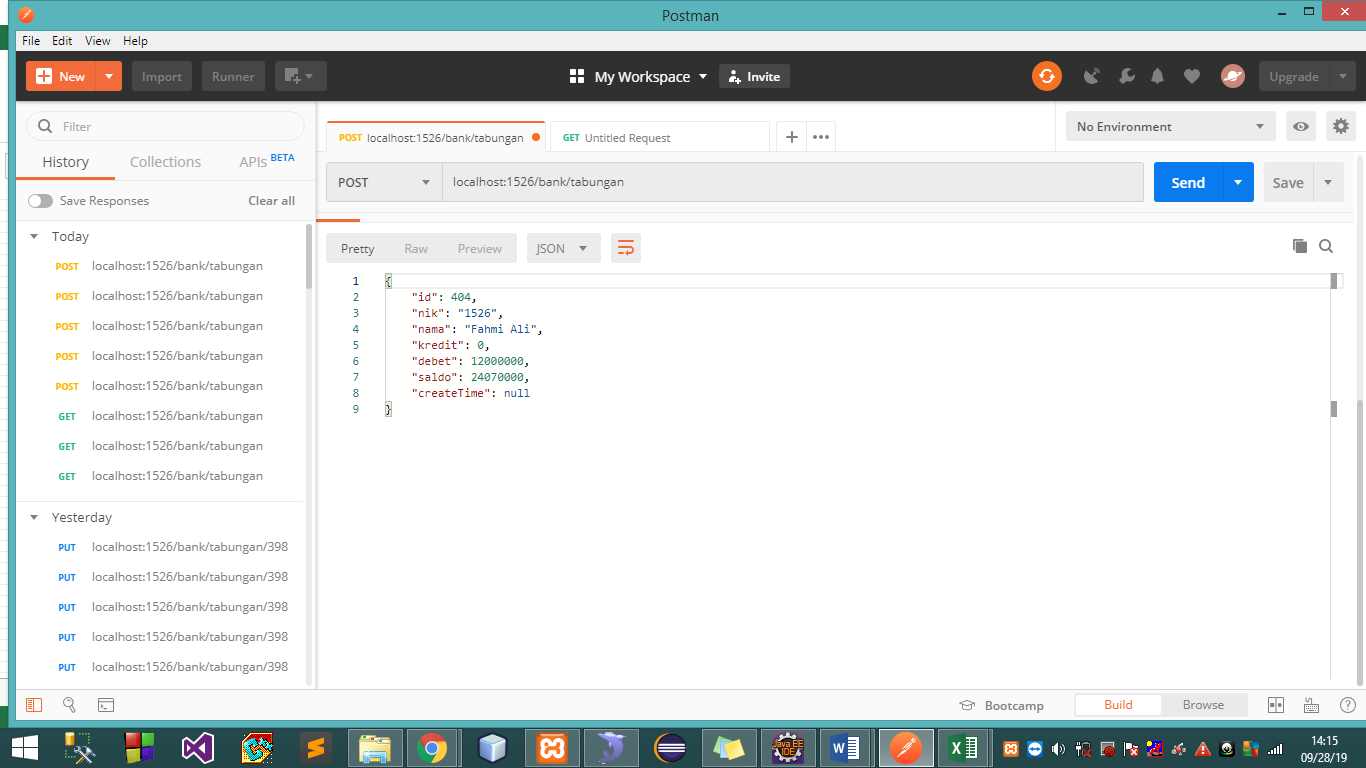 Postman
File Edit View Help
New Import Runner My Workspace Invite Upgrade
Filter
History Collections APIs BETA
Save Responses Clear all
Today
POST localhost:1526/bank/tabungan
POST localhost:1526/bank/tabungan
POST localhost:1526/bank/tabungan
POST localhost:1526/bank/tabungan
POST localhost:1526/bank/tabungan
GET localhost:1526/bank/tabungan
GET localhost:1526/bank/tabungan
GET localhost:1526/bank/tabungan
Yesterday
PUT localhost:1526/bank/tabungan/398
PUT localhost:1526/bank/tabungan/398
PUT localhost:1526/bank/tabungan/398
PUT localhost:1526/bank/tabungan/398
PUT localhost:1526/bank/tabungan/398
POST localhost:1526/bank/tabungan GET Untitled Request
No Environment
POST localhost:1526/bank/tabungan Send Save
Pretty Raw Preview JSON
1 {
2 "id": 404,
3 "nik": "1526",
4 "nama": "Fahmi Ali",
5 "kredit": 0,
6 "debet": 12000000,
7 "saldo": 24070000,
8 "createTime": null
9 }
Bootcamp Build Browse
Java EE
IDE
14:15
09/28/19